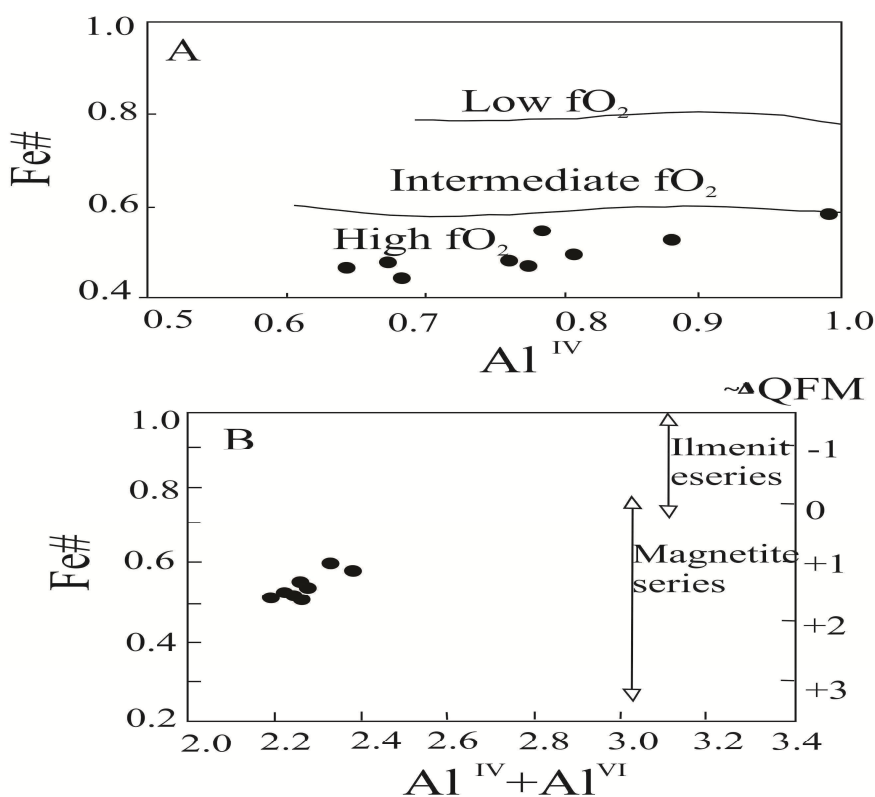 1.0
A
Low fO₂
0.8
Fe#
Intermediate fO₂
0.6
High fO₂
0.4
0.5 0.6 0.7 0.8 0.9 1.0
Al IV
~ΔQFM
1.0
B
Ilmenit
eseries
-1
0.8
0
Fe#
0.6
Magnetite
series
+1
0.4
+2
+3
0.2
2.0 2.2 2.4 2.6 2.8 3.0 3.2 3.4
Al IV+Al VI